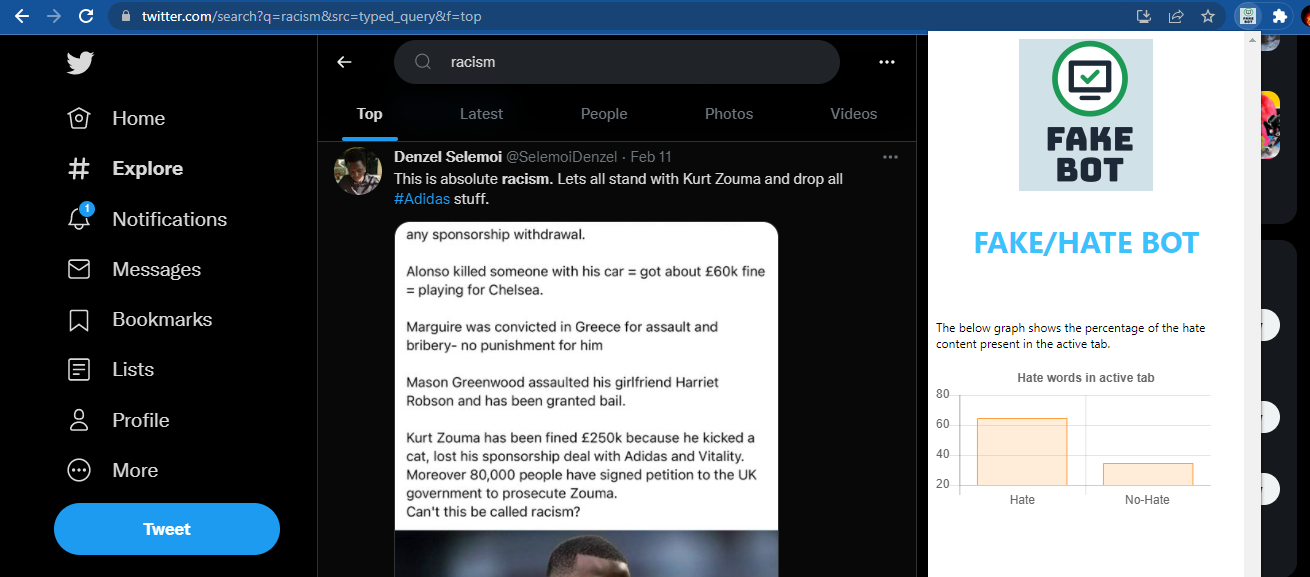 twitter.com/search?q=racism&src=typed_query&f=top
FAKE
BOT
Home
Explore
1
Notifications
Messages
Bookmarks
Lists
Profile
More
Tweet
racism
Top
Latest
People
Photos
Videos
Denzel Selemoi @SelemoiDenzel · Feb 11
This is absolute racism. Lets all stand with Kurt Zouma and drop all
#Adidas stuff.
any sponsorship withdrawal.
Alonso killed someone with his car = got about £60k fine
= playing for Chelsea.
Marguire was convicted in Greece for assault and
bribery- no punishment for him
Mason Greenwood assaulted his girlfriend Harriet
Robson and has been granted bail.
Kurt Zouma has been fined £250k because he kicked a
cat, lost his sponsorship deal with Adidas and Vitality.
Moreover 80,000 people have signed petition to the UK
government to prosecute Zouma.
Can't this be called racism?
FAKE
BOT
FAKE/HATE BOT
The below graph shows the percentage of the hate
content present in the active tab.
Hate words in active tab
80
60
40
20
Hate
No-Hate